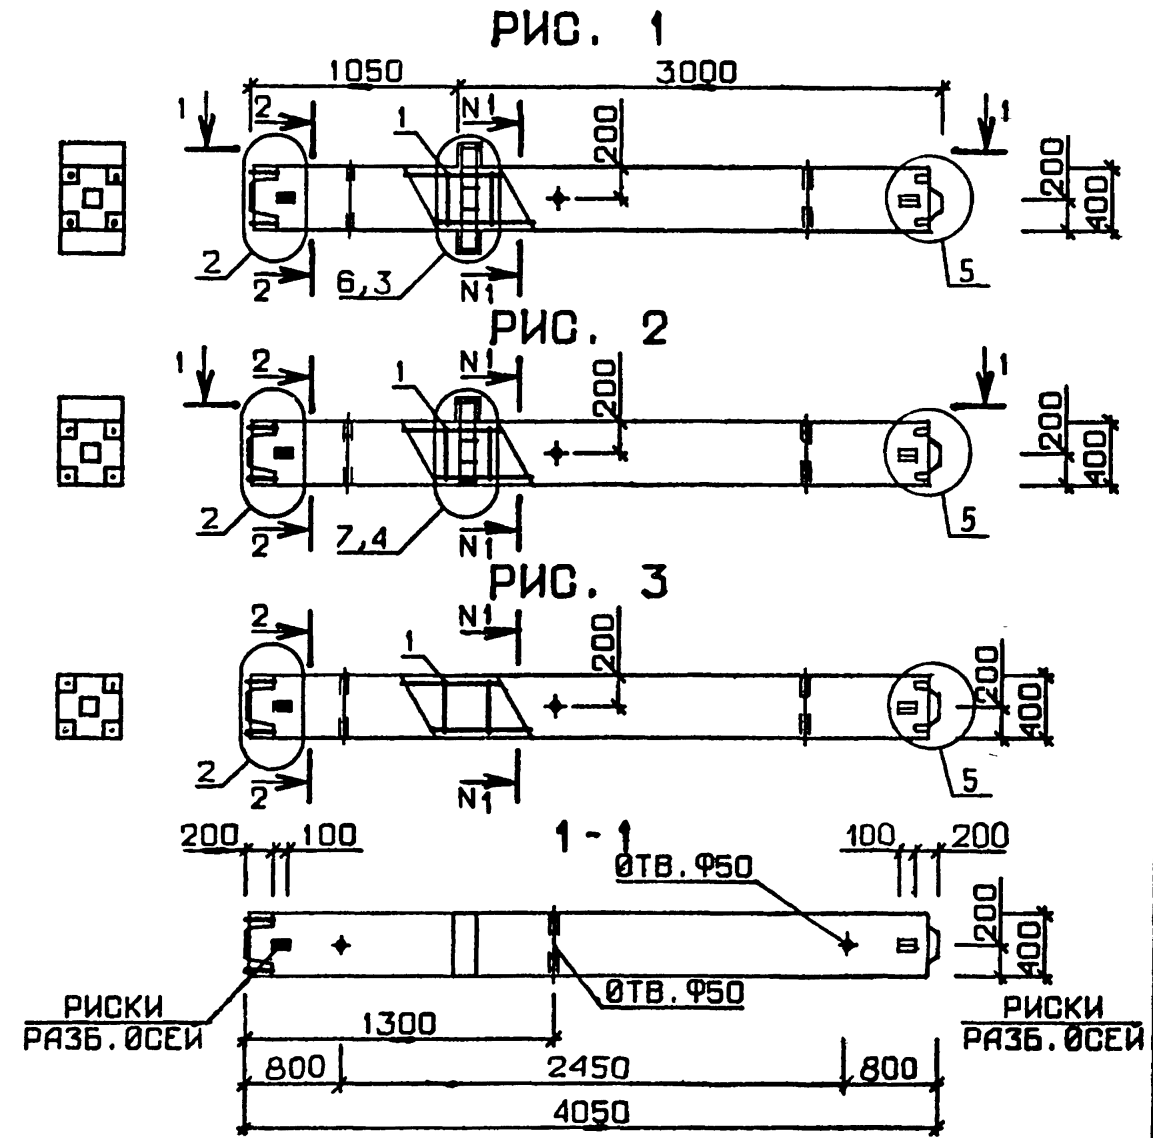 РИС. 1
1050 3000
1 2 N1 1 200 1 200 400
2 2 6,3 N1 5
РИС. 2
1 2 N1 1 200 1 200 400
2 2 7,4 N1 5
РИС. 3
2 N1 1 200 200 400
2 2 N1 5
200 100 1-1 100 200
ОТВ. Φ50
200 400
ОТВ. Φ50
РИСКИ
РАЗБ. ОСЕЙ
РИСКИ
РАЗБ. ОСЕЙ
1300
800 2450 800
4050